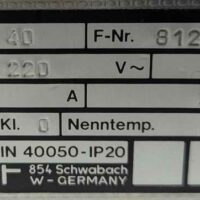 40 F-Nr. 812
220 V~
A
Kl. 0 Nenntemp.
IN 40050-IP20
854 Schwabach
W-GERMANY